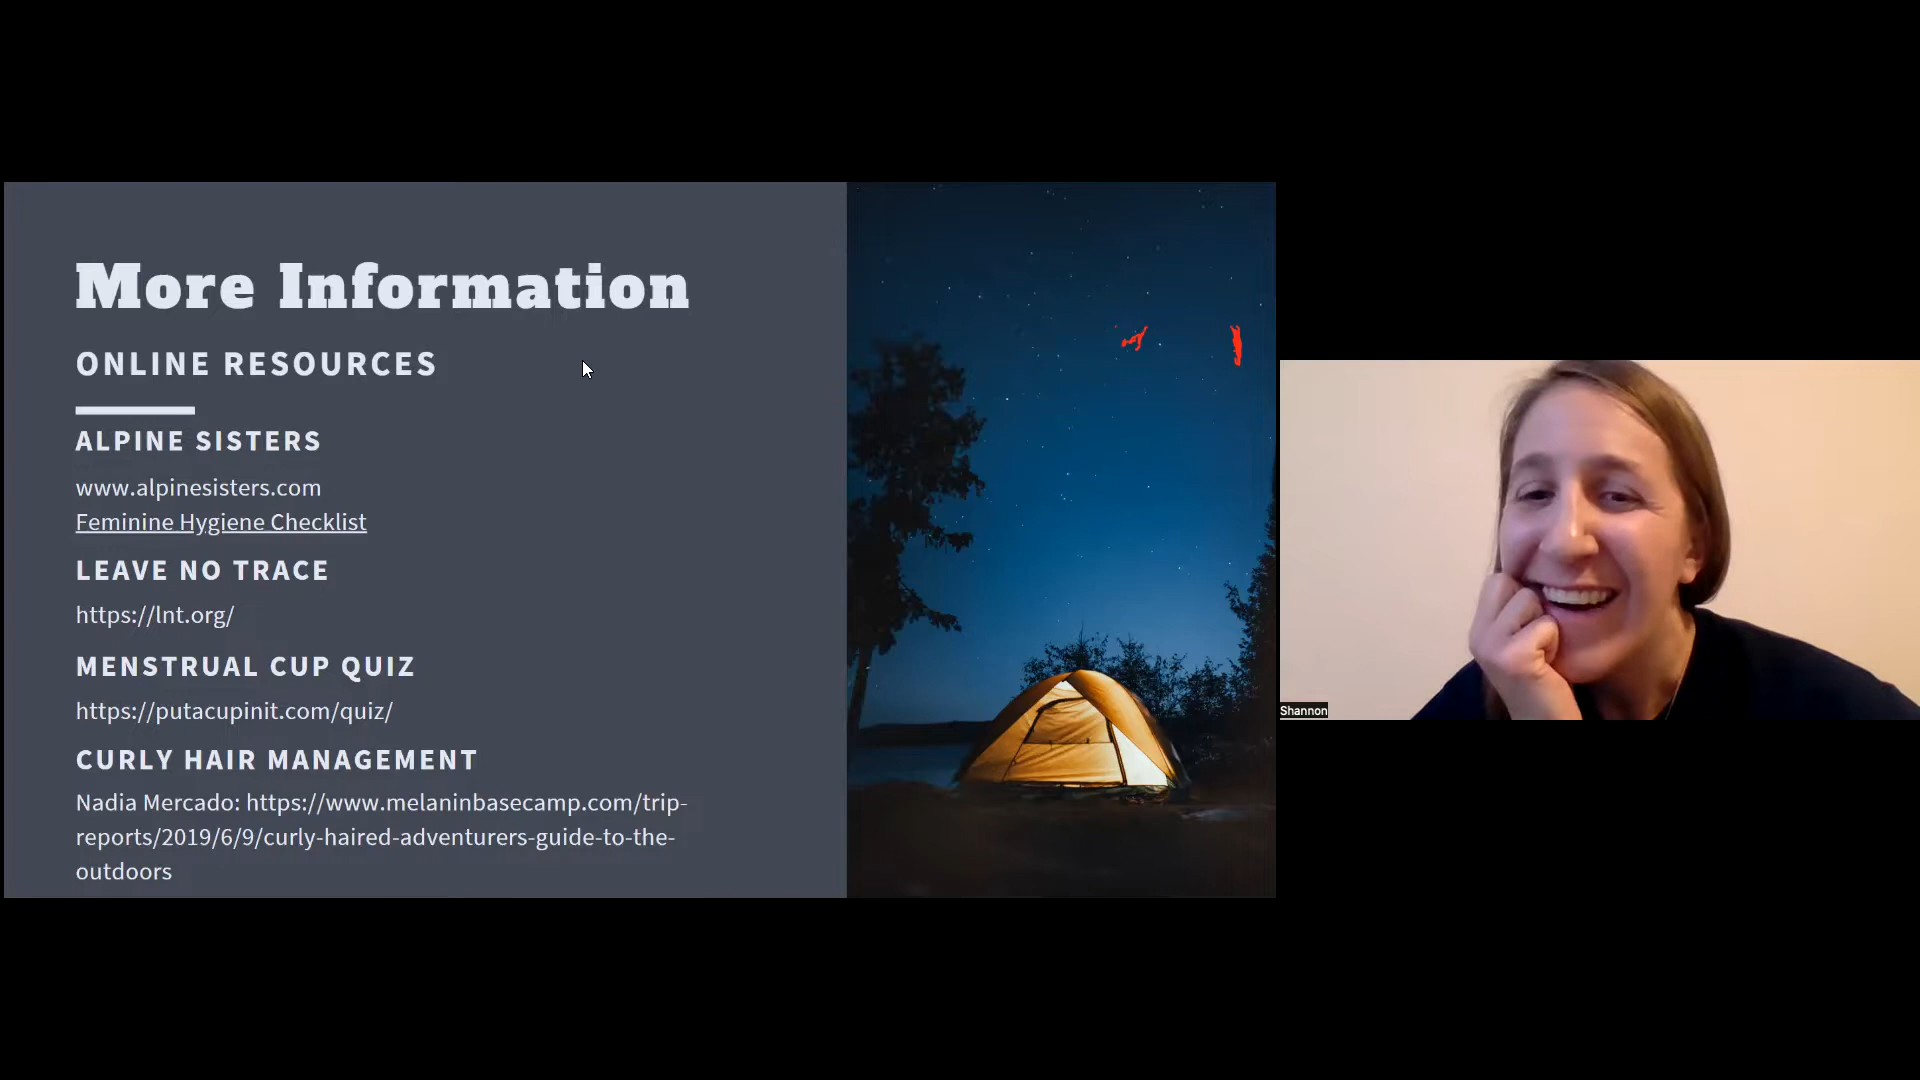 More Information
ONLINE RESOURCES
ALPINE SISTERS
www.alpinesisters.com
Feminine Hygiene Checklist
LEAVE NO TRACE
https://lnt.org/
MENSTRUAL CUP QUIZ
https://putacupinit.com/quiz/
CURLY HAIR MANAGEMENT
Nadia Mercado: https://www.melaninbasecamp.com/trip-
reports/2019/6/9/curly-haired-adventurers-guide-to-the-
outdoors
Shannon